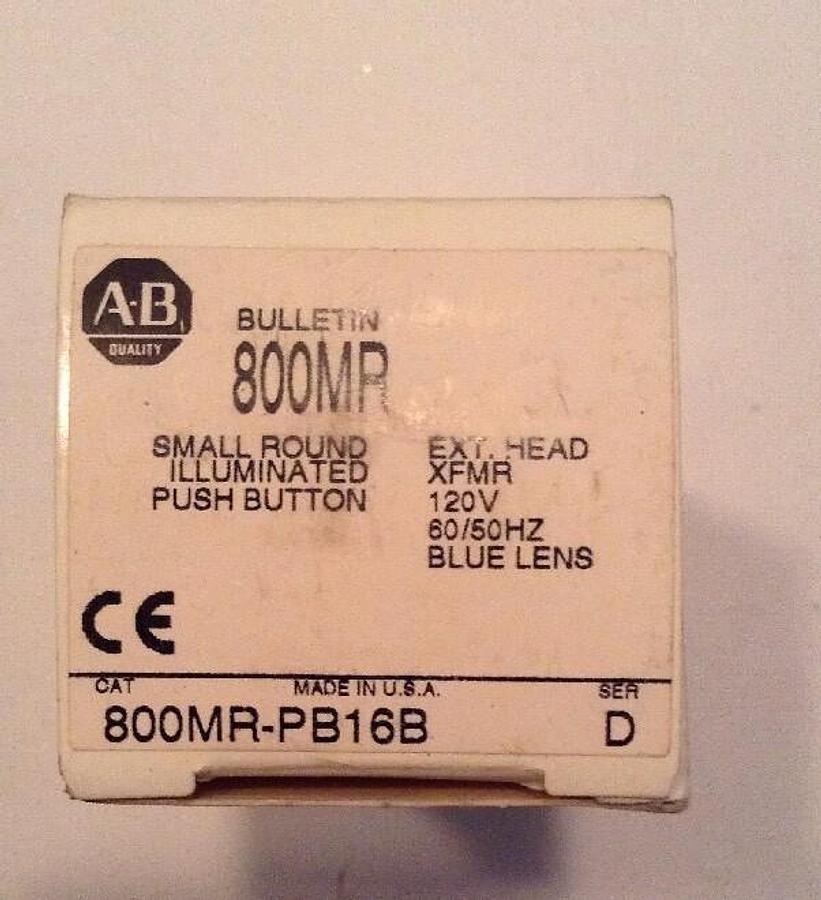 A-B
QUALITY
BULLETIN
800MR
SMALL ROUND
ILLUMINATED
PUSH BUTTON
EXT. HEAD
XFMR
120V
60/50HZ
BLUE LENS
CE
CAT MADE IN U.S.A. SER
800MR-PB16B D